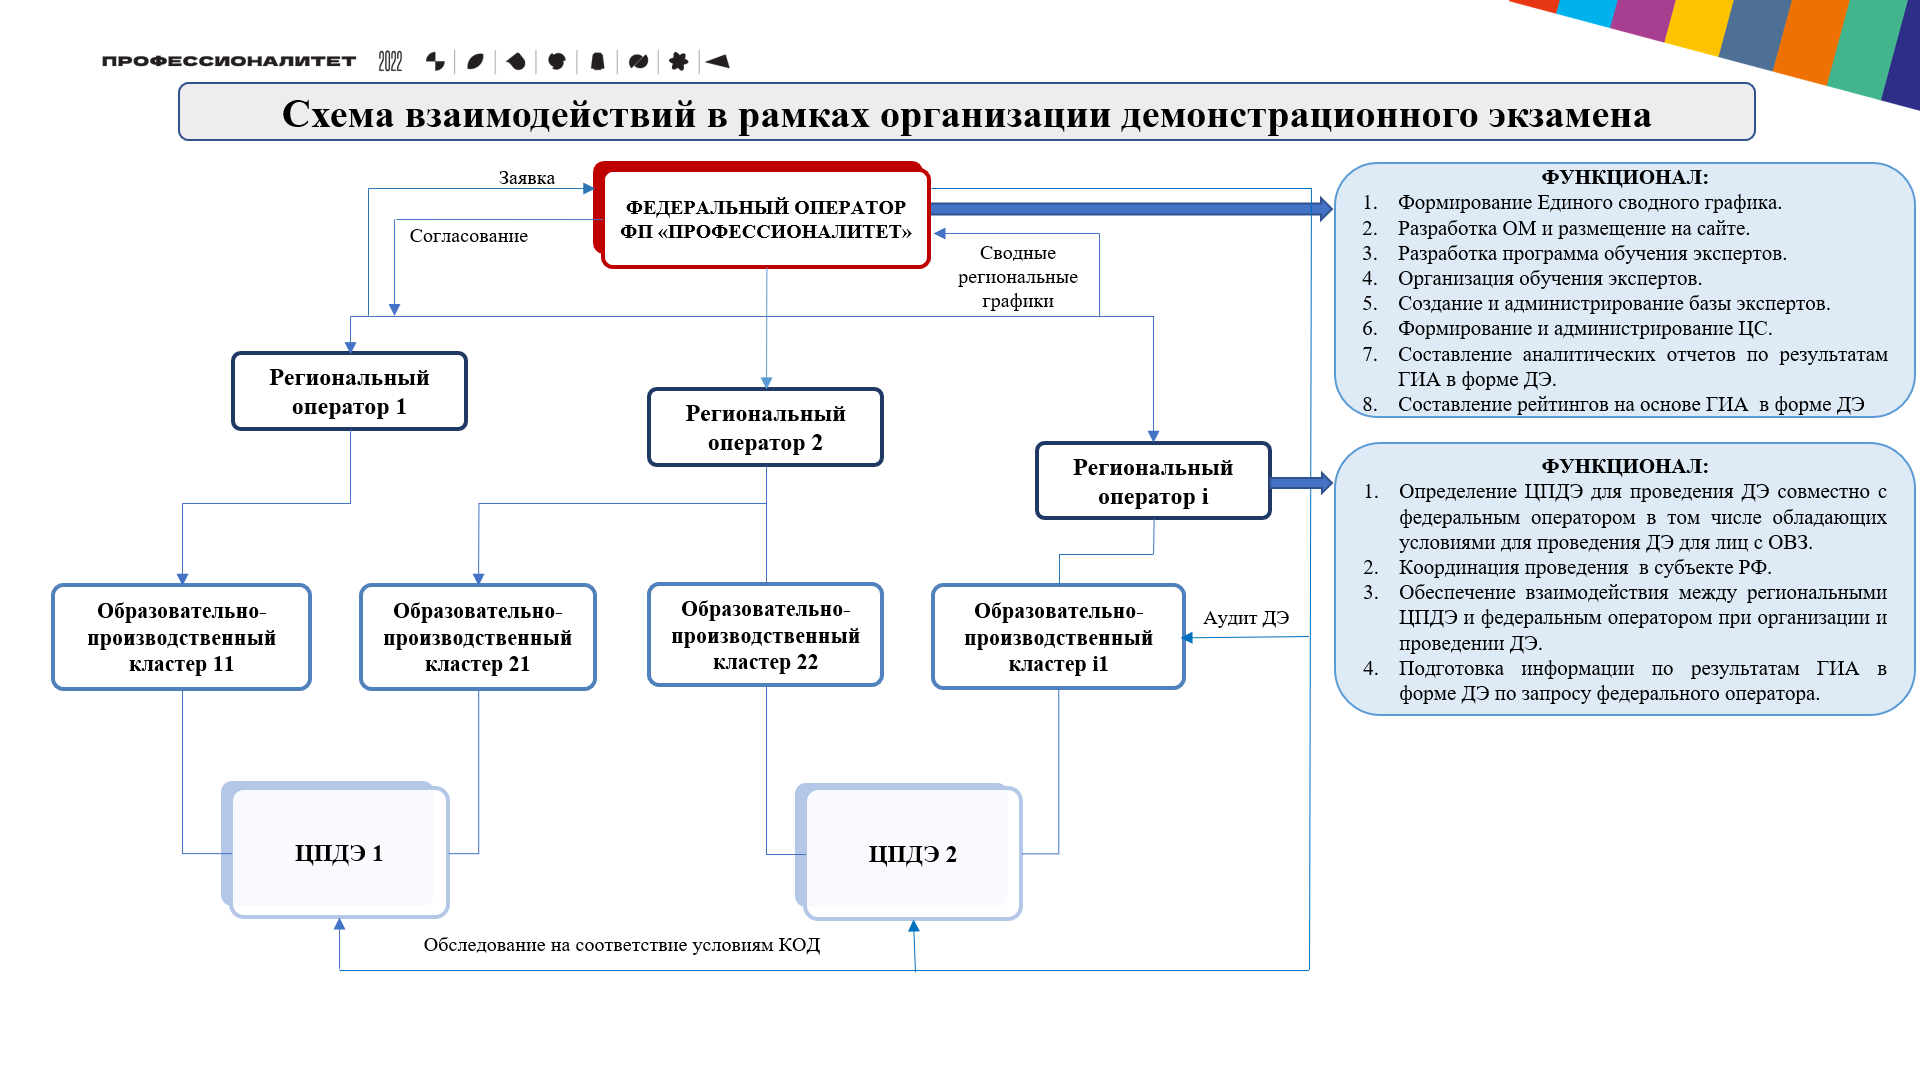 ПРОФЕССИОНАЛИТЕТ 2022
Схема взаимодействий в рамках организации демонстрационного экзамена
Заявка
Согласование
ФЕДЕРАЛЬНЫЙ ОПЕРАТОР
ФП «ПРОФЕССИОНАЛИТЕТ»
Сводные
региональные
графики
Региональный
оператор 1
Региональный
оператор 2
Региональный
оператор i
Образовательно-
производственный
кластер 11
Образовательно-
производственный
кластер 21
Образовательно-
производственный
кластер 22
Образовательно-
производственный
кластер i1
Аудит ДЭ
ЦПДЭ 1
ЦПДЭ 2
Обследование на соответствие условиям КОД
ФУНКЦИОНАЛ:
1. Формирование Единого сводного графика.
2. Разработка ОМ и размещение на сайте.
3. Разработка программа обучения экспертов.
4. Организация обучения экспертов.
5. Создание и администрирование базы экспертов.
6. Формирование и администрирование ЦС.
7. Составление аналитических отчетов по результатам
ГИА в форме ДЭ.
8. Составление рейтингов на основе ГИА в форме ДЭ
ФУНКЦИОНАЛ:
1. Определение ЦПДЭ для проведения ДЭ совместно с
федеральным оператором в том числе обладающих
условиями для проведения ДЭ для лиц с ОВЗ.
2. Координация проведения в субъекте РФ.
3. Обеспечение взаимодействия между региональными
ЦПДЭ и федеральным оператором при организации и
проведении ДЭ.
4. Подготовка информации по результатам ГИА в
форме ДЭ по запросу федерального оператора.